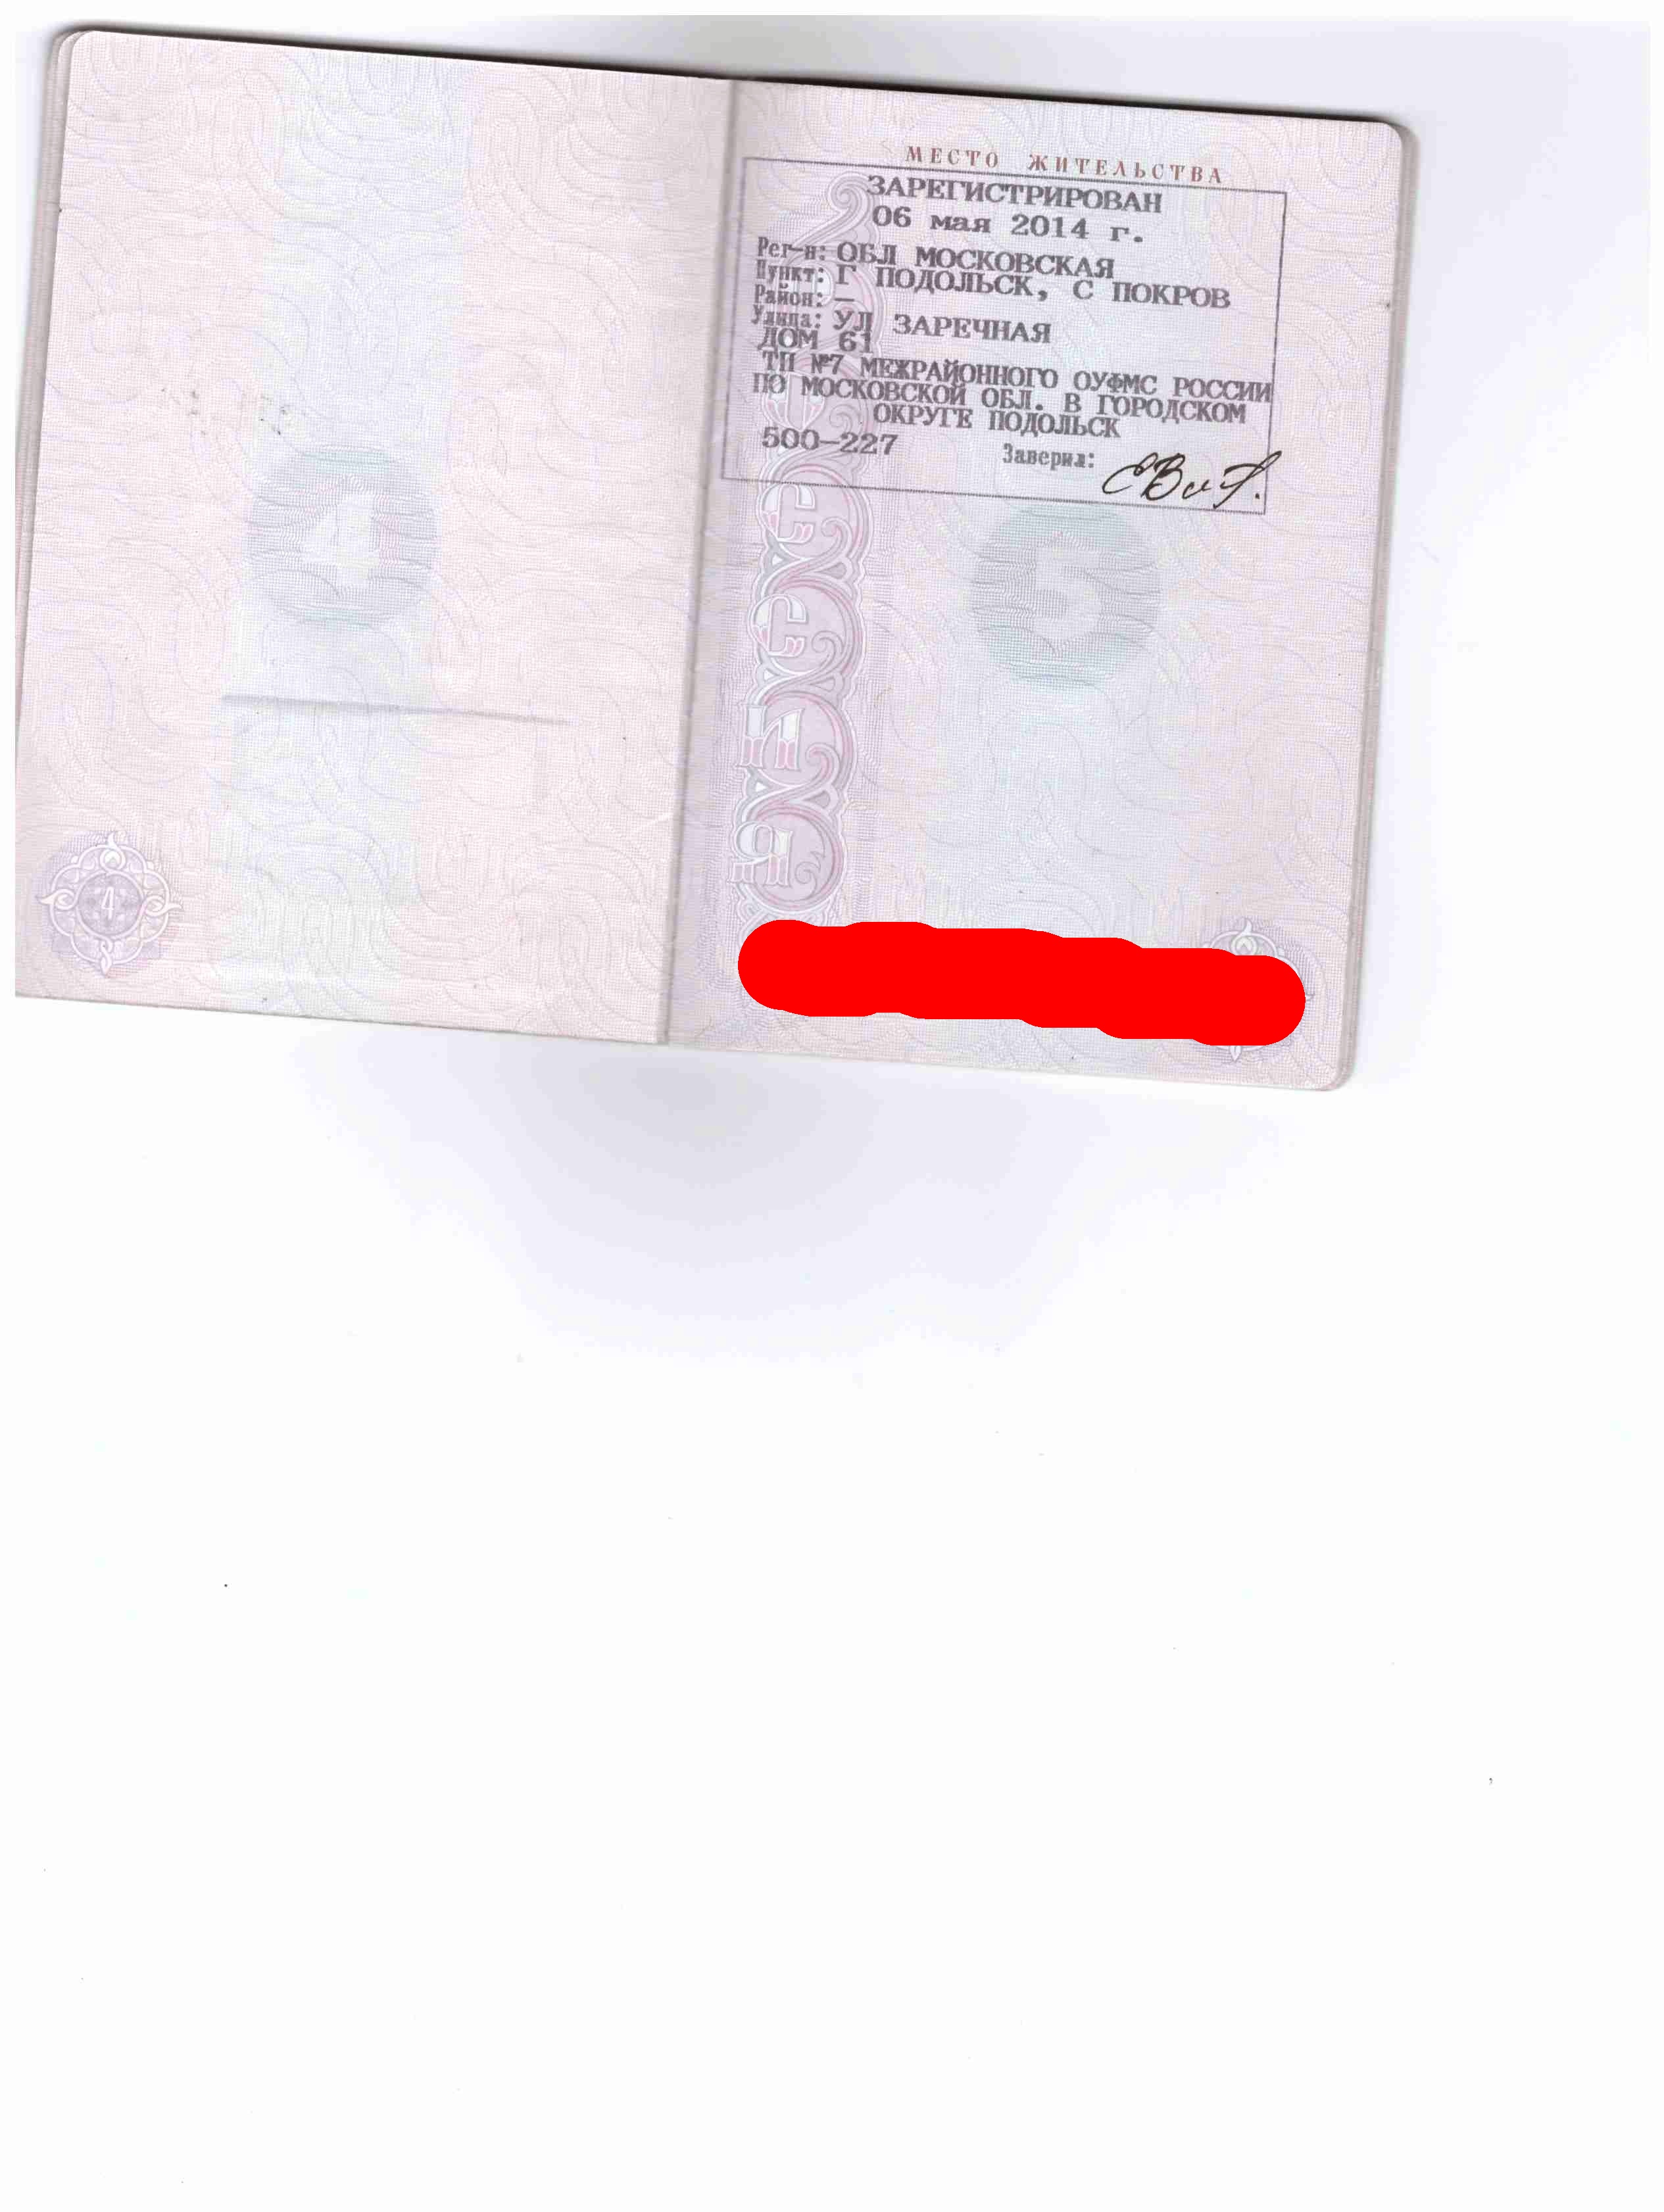 МЕСТО ЖИТЕЛЬСТВА
ЗАРЕГИСТРИРОВАН
06 мая 2014 г.
Рег-н: ОБЛ МОСКОВСКАЯ
Пункт: Г ПОДОЛЬСК, С ПОКРОВ
Район: —
Улица: УЛ ЗАРЕЧНАЯ
ДОМ 61
ТП №7 МЕЖРАЙОННОГО ОУФМС РОССИИ
ПО МОСКОВСКОЙ ОБЛ. В ГОРОДСКОМ
ОКРУГЕ ПОДОЛЬСК
500-227 Заверил:
4
5
РОССИЯ
4